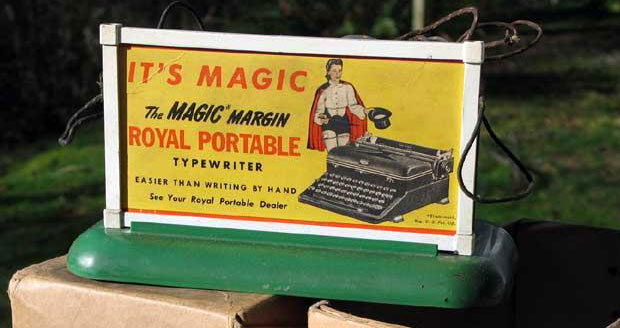 IT'S MAGIC
The MAGIC" MARGIN
ROYAL PORTABLE
TYPEWRITER
EASIER THAN WRITING BY HAND
See Your Royal Portable Dealer